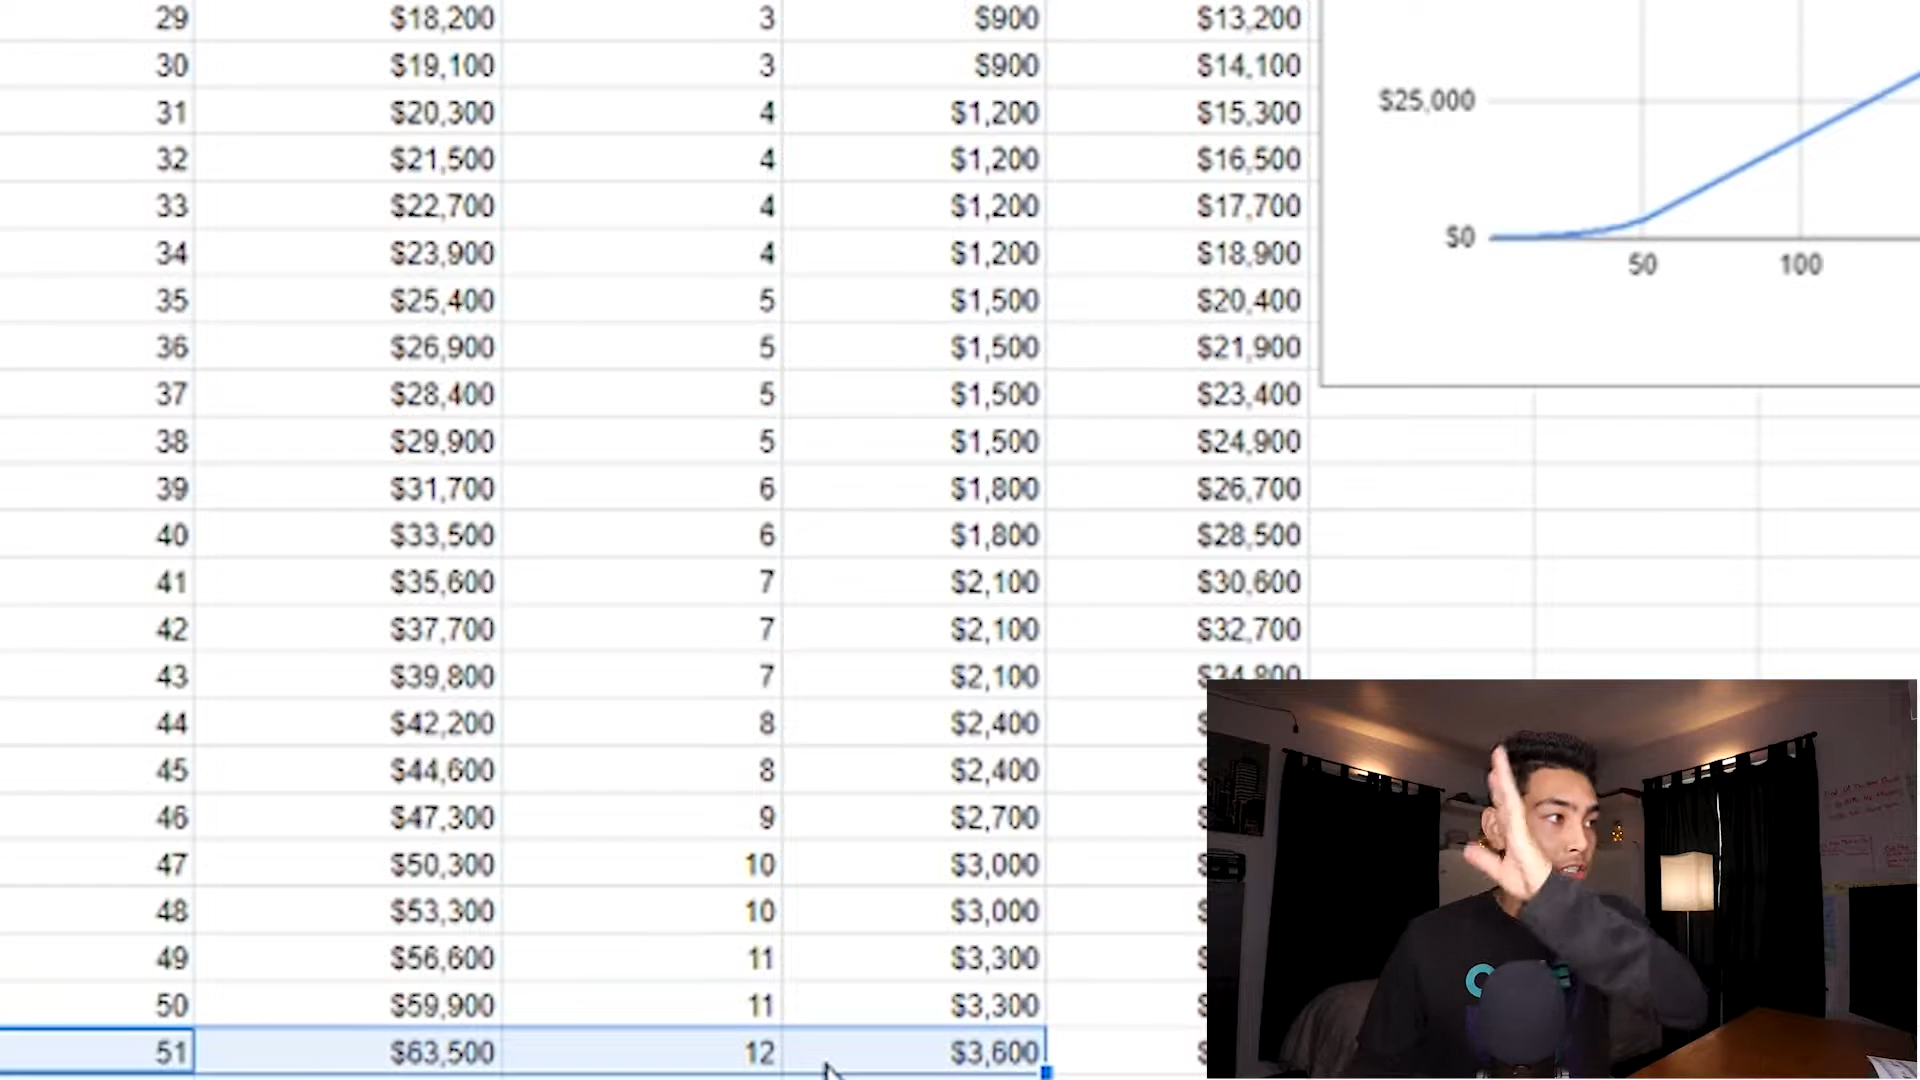 29 $18,200 3 $900 $13,200
30 $19,100 3 $900 $14,100
31 $20,300 4 $1,200 $15,300
32 $21,500 4 $1,200 $16,500
33 $22,700 4 $1,200 $17,700
34 $23,900 4 $1,200 $18,900
35 $25,400 5 $1,500 $20,400
36 $26,900 5 $1,500 $21,900
37 $28,400 5 $1,500 $23,400
38 $29,900 5 $1,500 $24,900
39 $31,700 6 $1,800 $26,700
40 $33,500 6 $1,800 $28,500
41 $35,600 7 $2,100 $30,600
42 $37,700 7 $2,100 $32,700
43 $39,800 7 $2,100 $34,800
44 $42,200 8 $2,400
45 $44,600 8 $2,400
46 $47,300 9 $2,700
47 $50,300 10 $3,000
48 $53,300 10 $3,000
49 $56,600 11 $3,300
50 $59,900 11 $3,300
51 $63,500 12 $3,600
$25,000
$0
50 100